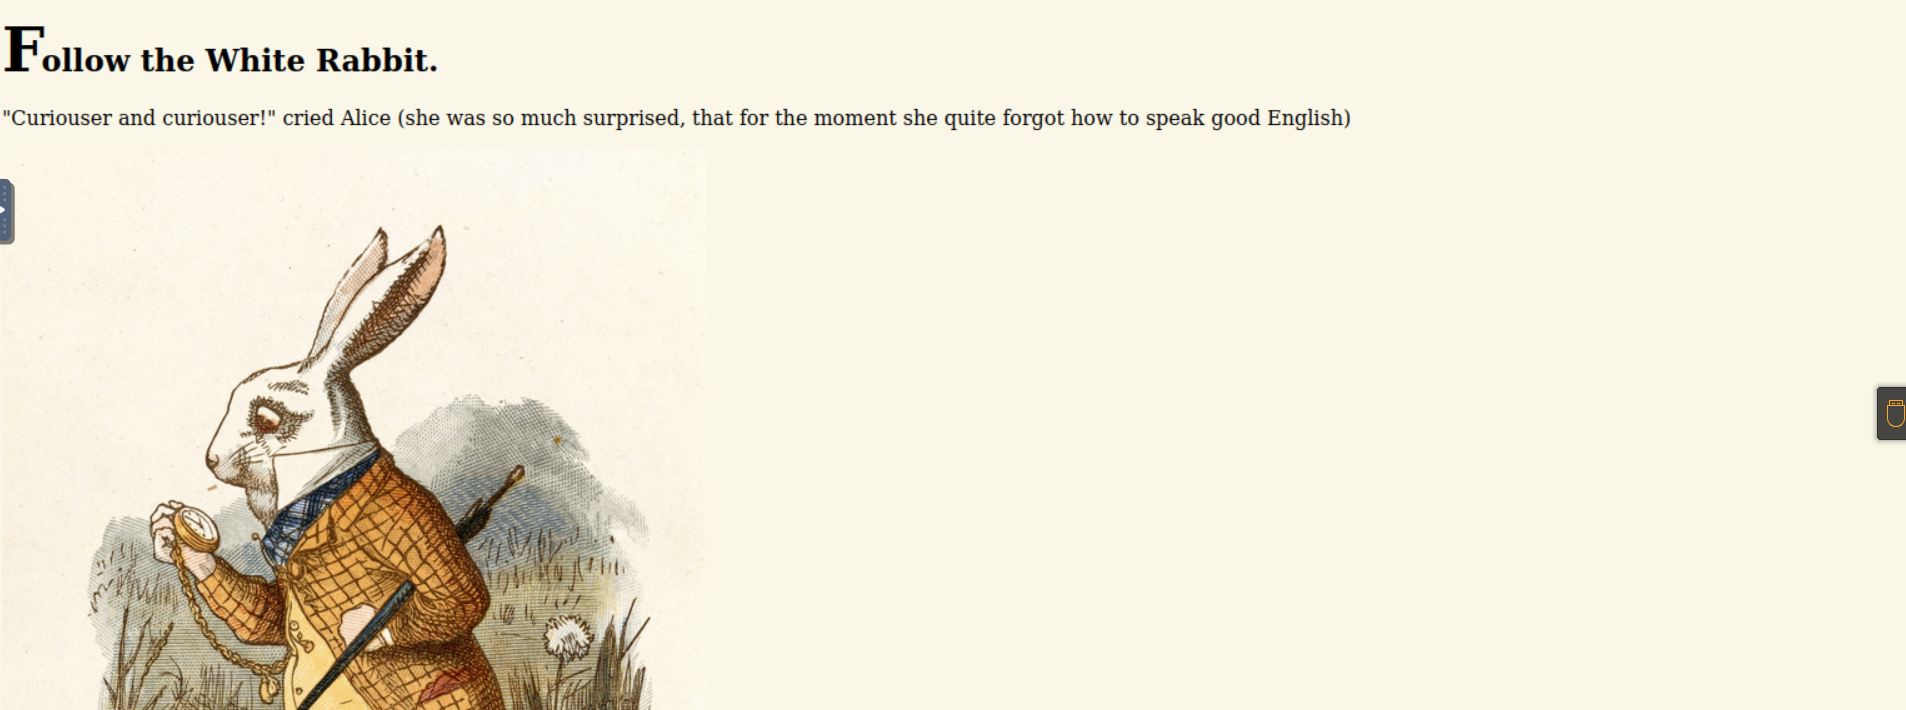 Follow the White Rabbit.
"Curiouser and curiouser!" cried Alice (she was so much surprised, that for the moment she quite forgot how to speak good English)